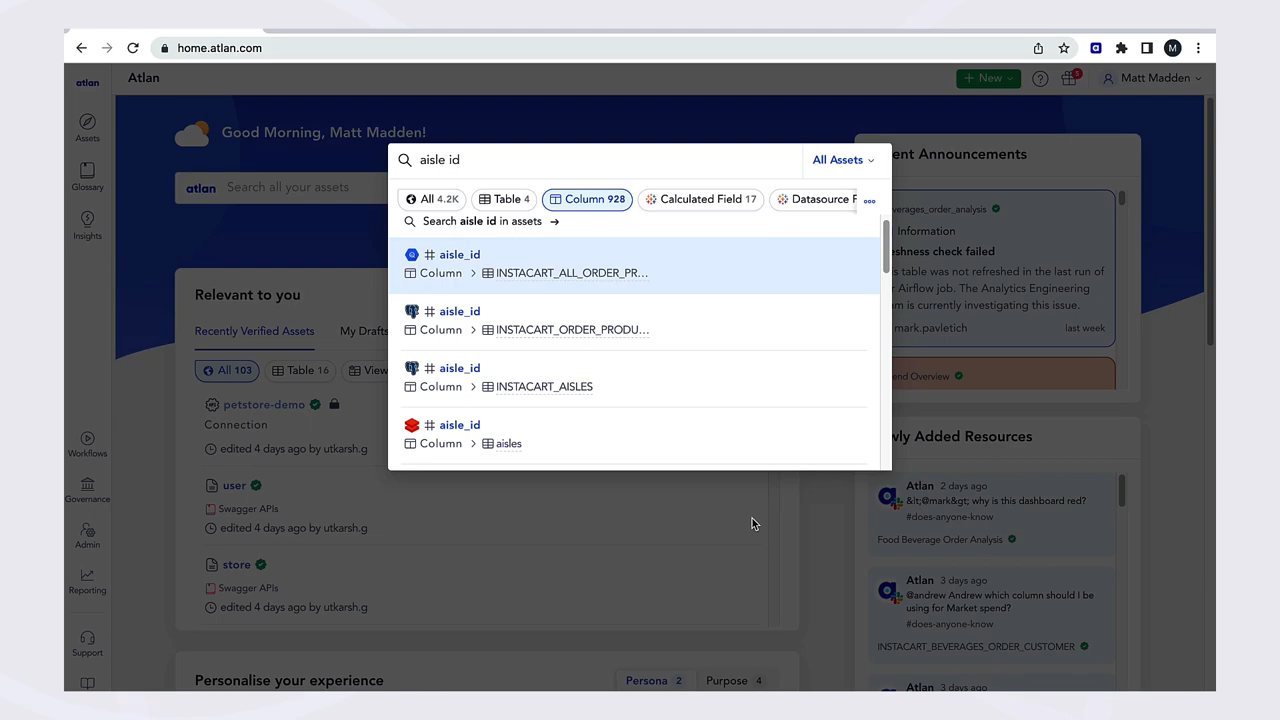 home.atlan.com
M
atlan
Atlan
New
5
Matt Madden
Assets
Glossary
Insights
Workflows
Governance
Admin
Reporting
Support
Good Morning, Matt Madden!
atlan Search all your assets
aisle id
All Assets
All 4.2K
Table 4
Column 928
Calculated Field 17
Datasource F
Search aisle id in assets →
# aisle_id
Column > INSTACART_ALL_ORDER_PR...
# aisle_id
Column > INSTACART_ORDER_PRODU...
# aisle_id
Column > INSTACART_AISLES
# aisle_id
Column > aisles
Relevant to you
Recently Verified Assets
My Drafts
All 103
Table 16
View
petstore-demo
Connection
edited 4 days ago by utkarsh.g
user
Swagger APIs
edited 4 days ago by utkarsh.g
store
Swagger APIs
edited 4 days ago by utkarsh.g
Personalise your experience
Persona 2
Purpose 4
ent Announcements
verages_order_analysis
Information
eshness check failed
s table was not refreshed in the last run of
r Airflow job. The Analytics Engineering
m is currently investigating this issue.
mark.pavletich
last week
end Overview
wly Added Resources
Atlan 2 days ago
&lt;@mark&gt; why is this dashboard red?
#does-anyone-know
Food Beverage Order Analysis
Atlan 3 days ago
@andrew Andrew which column should I be
using for Market spend?
#does-anyone-know
INSTACART_BEVERAGES_ORDER_CUSTOMER
Atlan 3 days ago